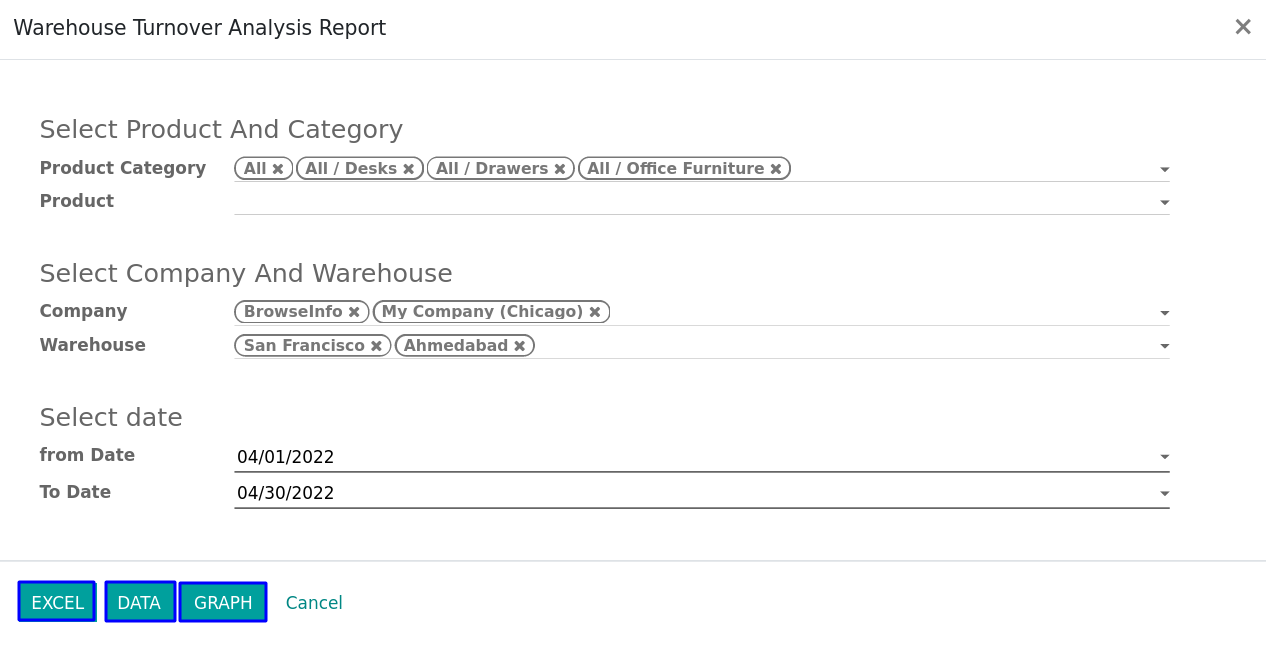 Warehouse Turnover Analysis Report ×
Select Product And Category
Product Category All ✖ All / Desks ✖ All / Drawers ✖ All / Office Furniture ✖
Product
Select Company And Warehouse
Company BrowseInfo ✖ My Company (Chicago) ✖
Warehouse San Francisco ✖ Ahmedabad ✖
Select date
from Date 04/01/2022
To Date 04/30/2022
EXCEL DATA GRAPH Cancel